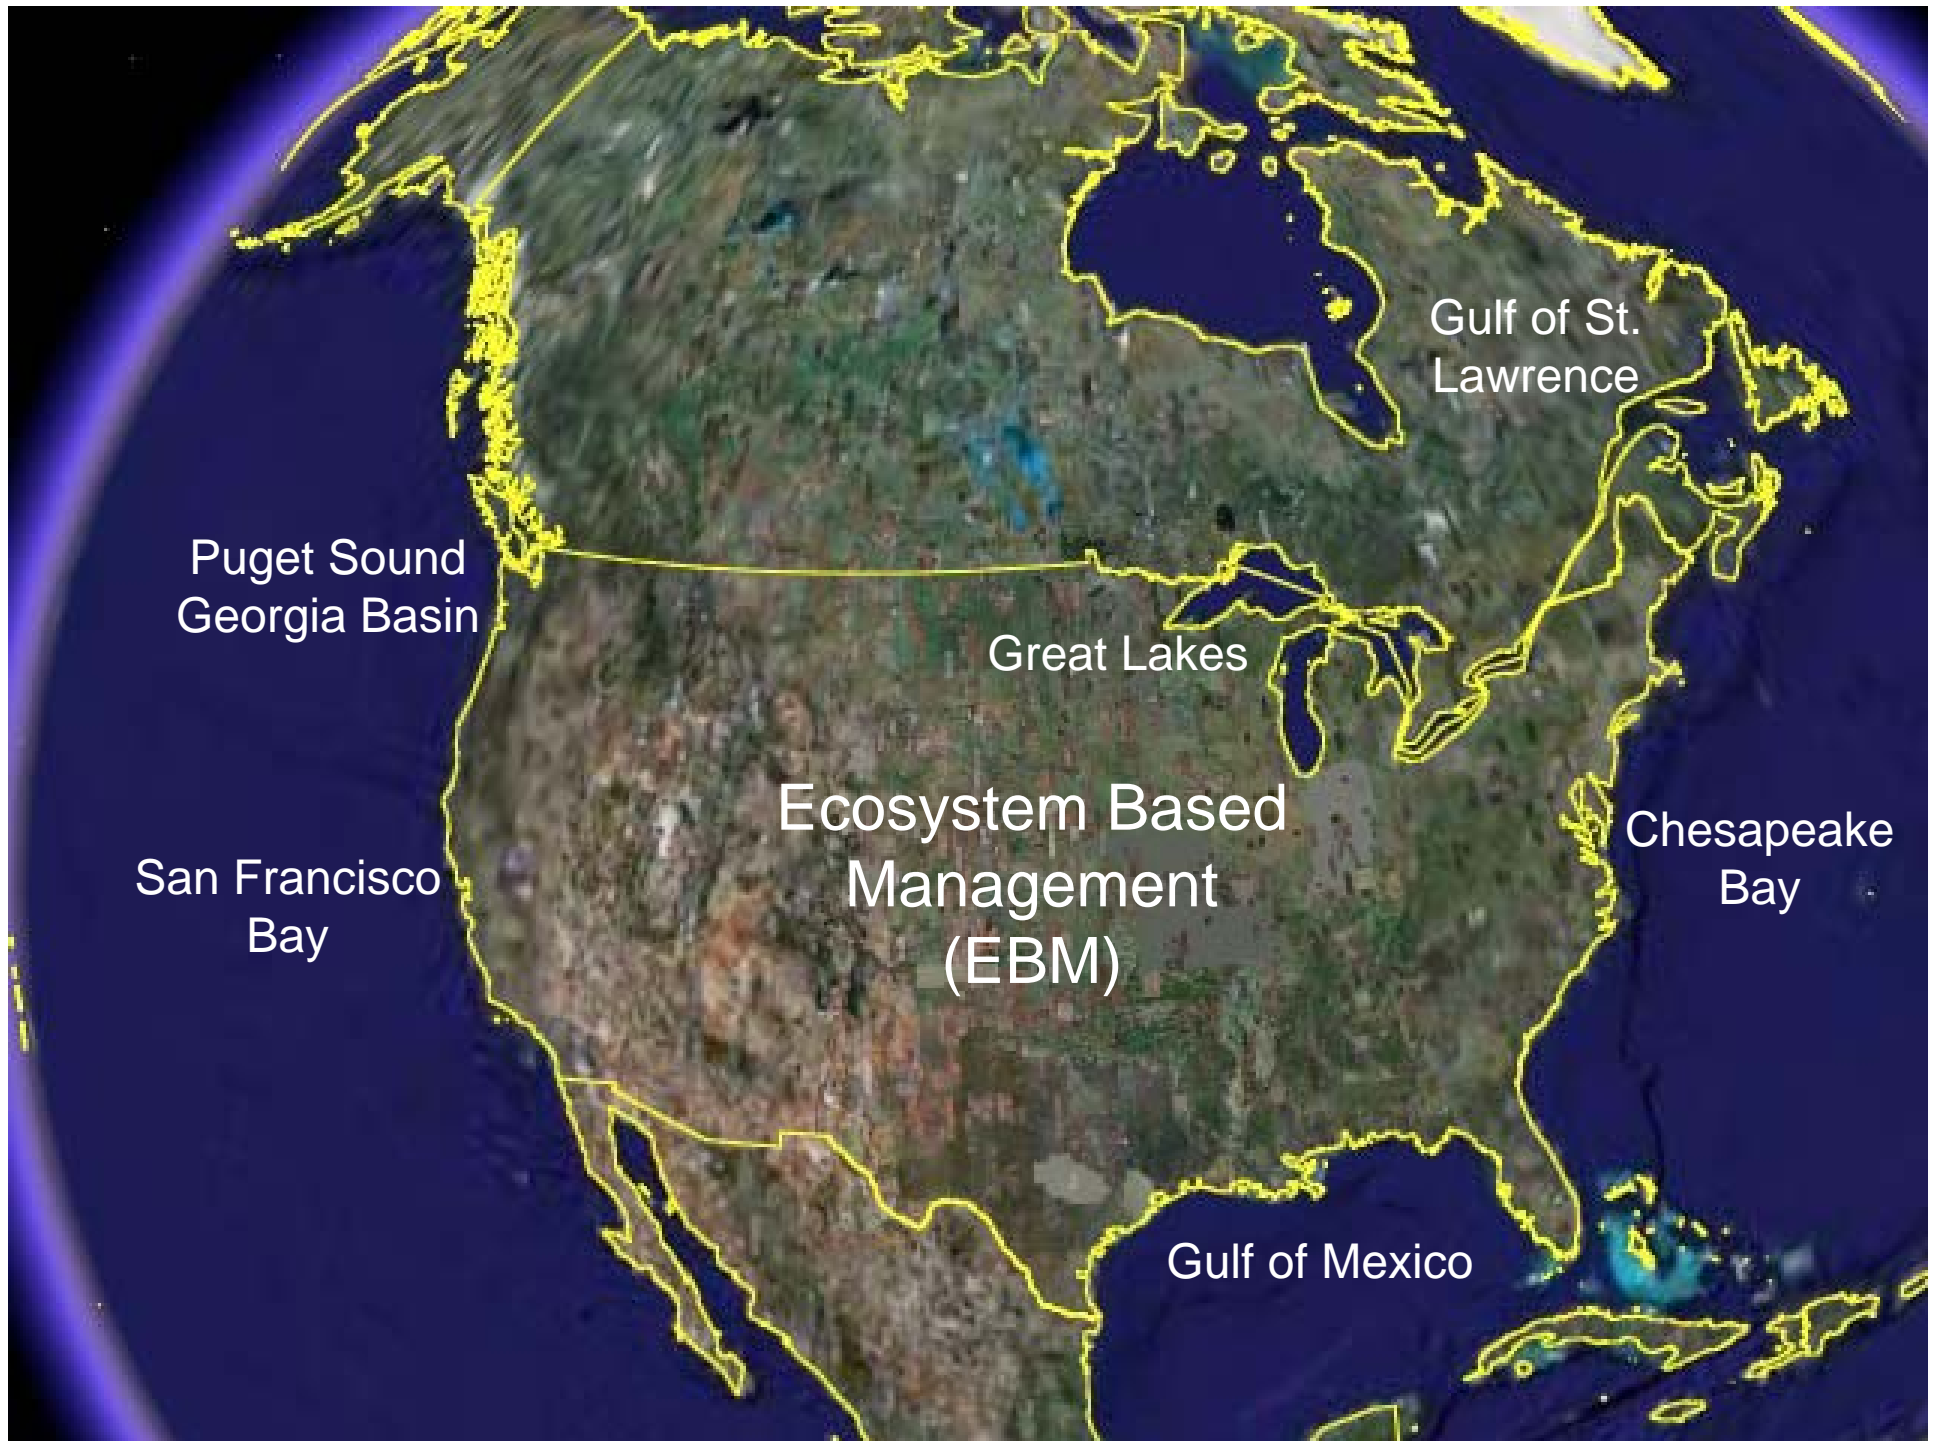 Gulf of St.
Lawrence
Puget Sound
Georgia Basin
Great Lakes
Ecosystem Based
Management
(EBM)
Chesapeake
Bay
San Francisco
Bay
Gulf of Mexico